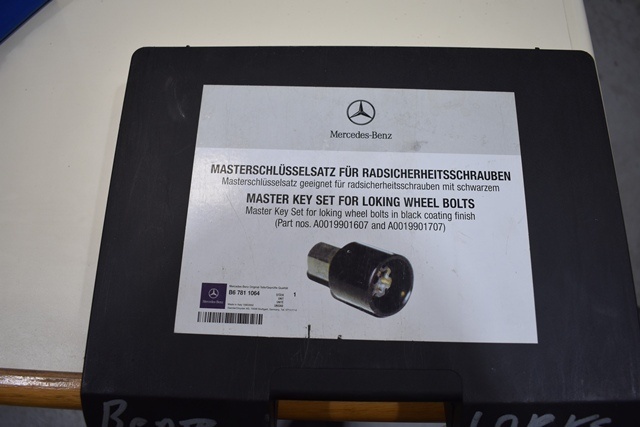 Mercedes-Benz
MASTERSCHLÜSSELSATZ FÜR RADSICHERHEITSSCHRAUBEN
Masterschlüsselsatz geeignet für radsicherheitsschrauben mit schwarzem
MASTER KEY SET FOR LOKING WHEEL BOLTS
Master Key Set for loking wheel bolts in black coating finish
(Part nos. A0019901607 and A0019901707)
B6 781 1064
1